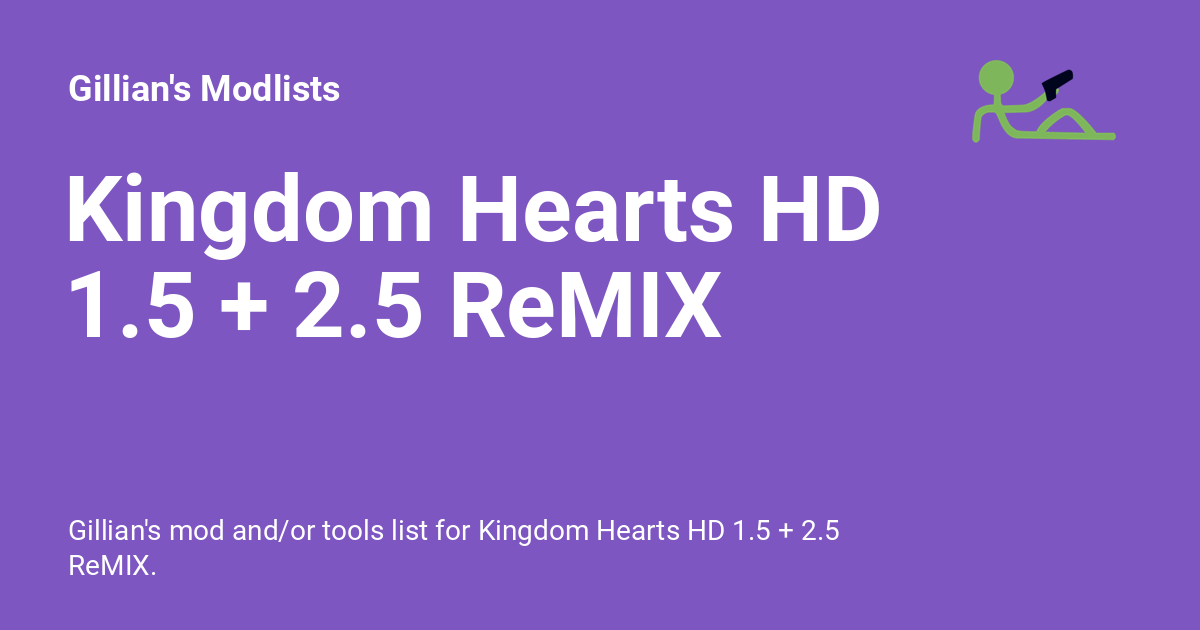 Gillian's Modlists
Kingdom Hearts HD
1.5 + 2.5 ReMIX
Gillian's mod and/or tools list for Kingdom Hearts HD 1.5 + 2.5
ReMIX.